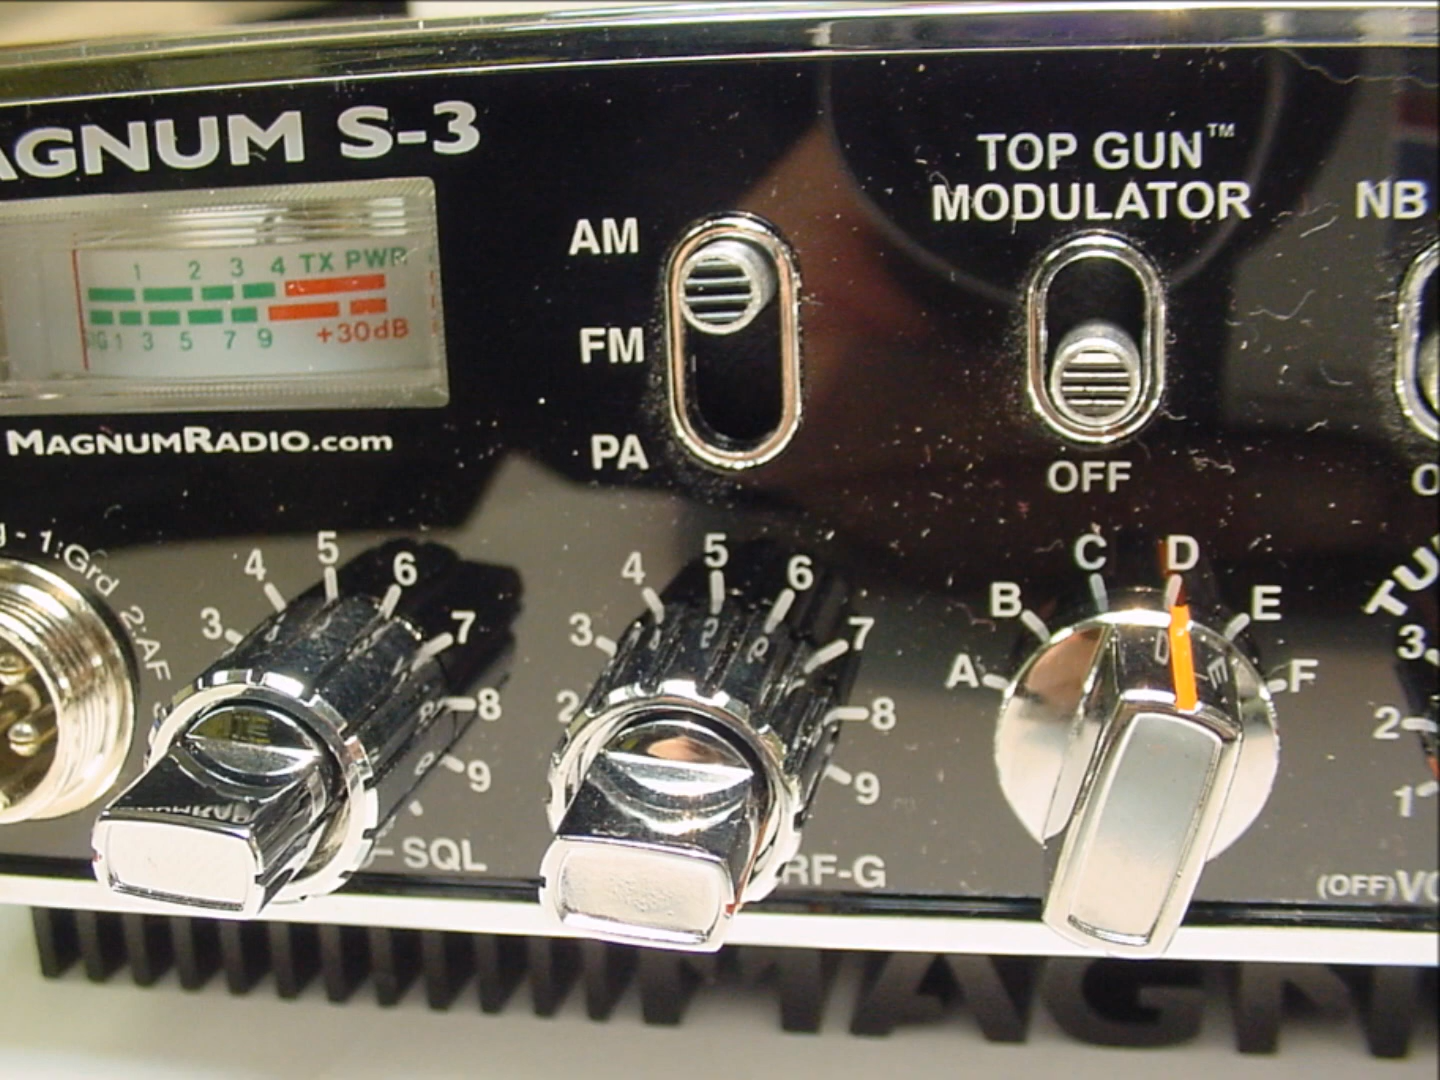 AGNUM S-3
1 2 3 4 TX PWR
1 3 5 7 9 +30dB
MAGNUMRADIO.com
AM
FM
PA
TOP GUN™
MODULATOR
OFF
NB
- 1:Grd 2:AF
3 4 5 6 7 8 9
SQL
2 3 4 5 6 7 8 9
RF-G
A B C D E F
3
2
1
(OFF)
MAGN